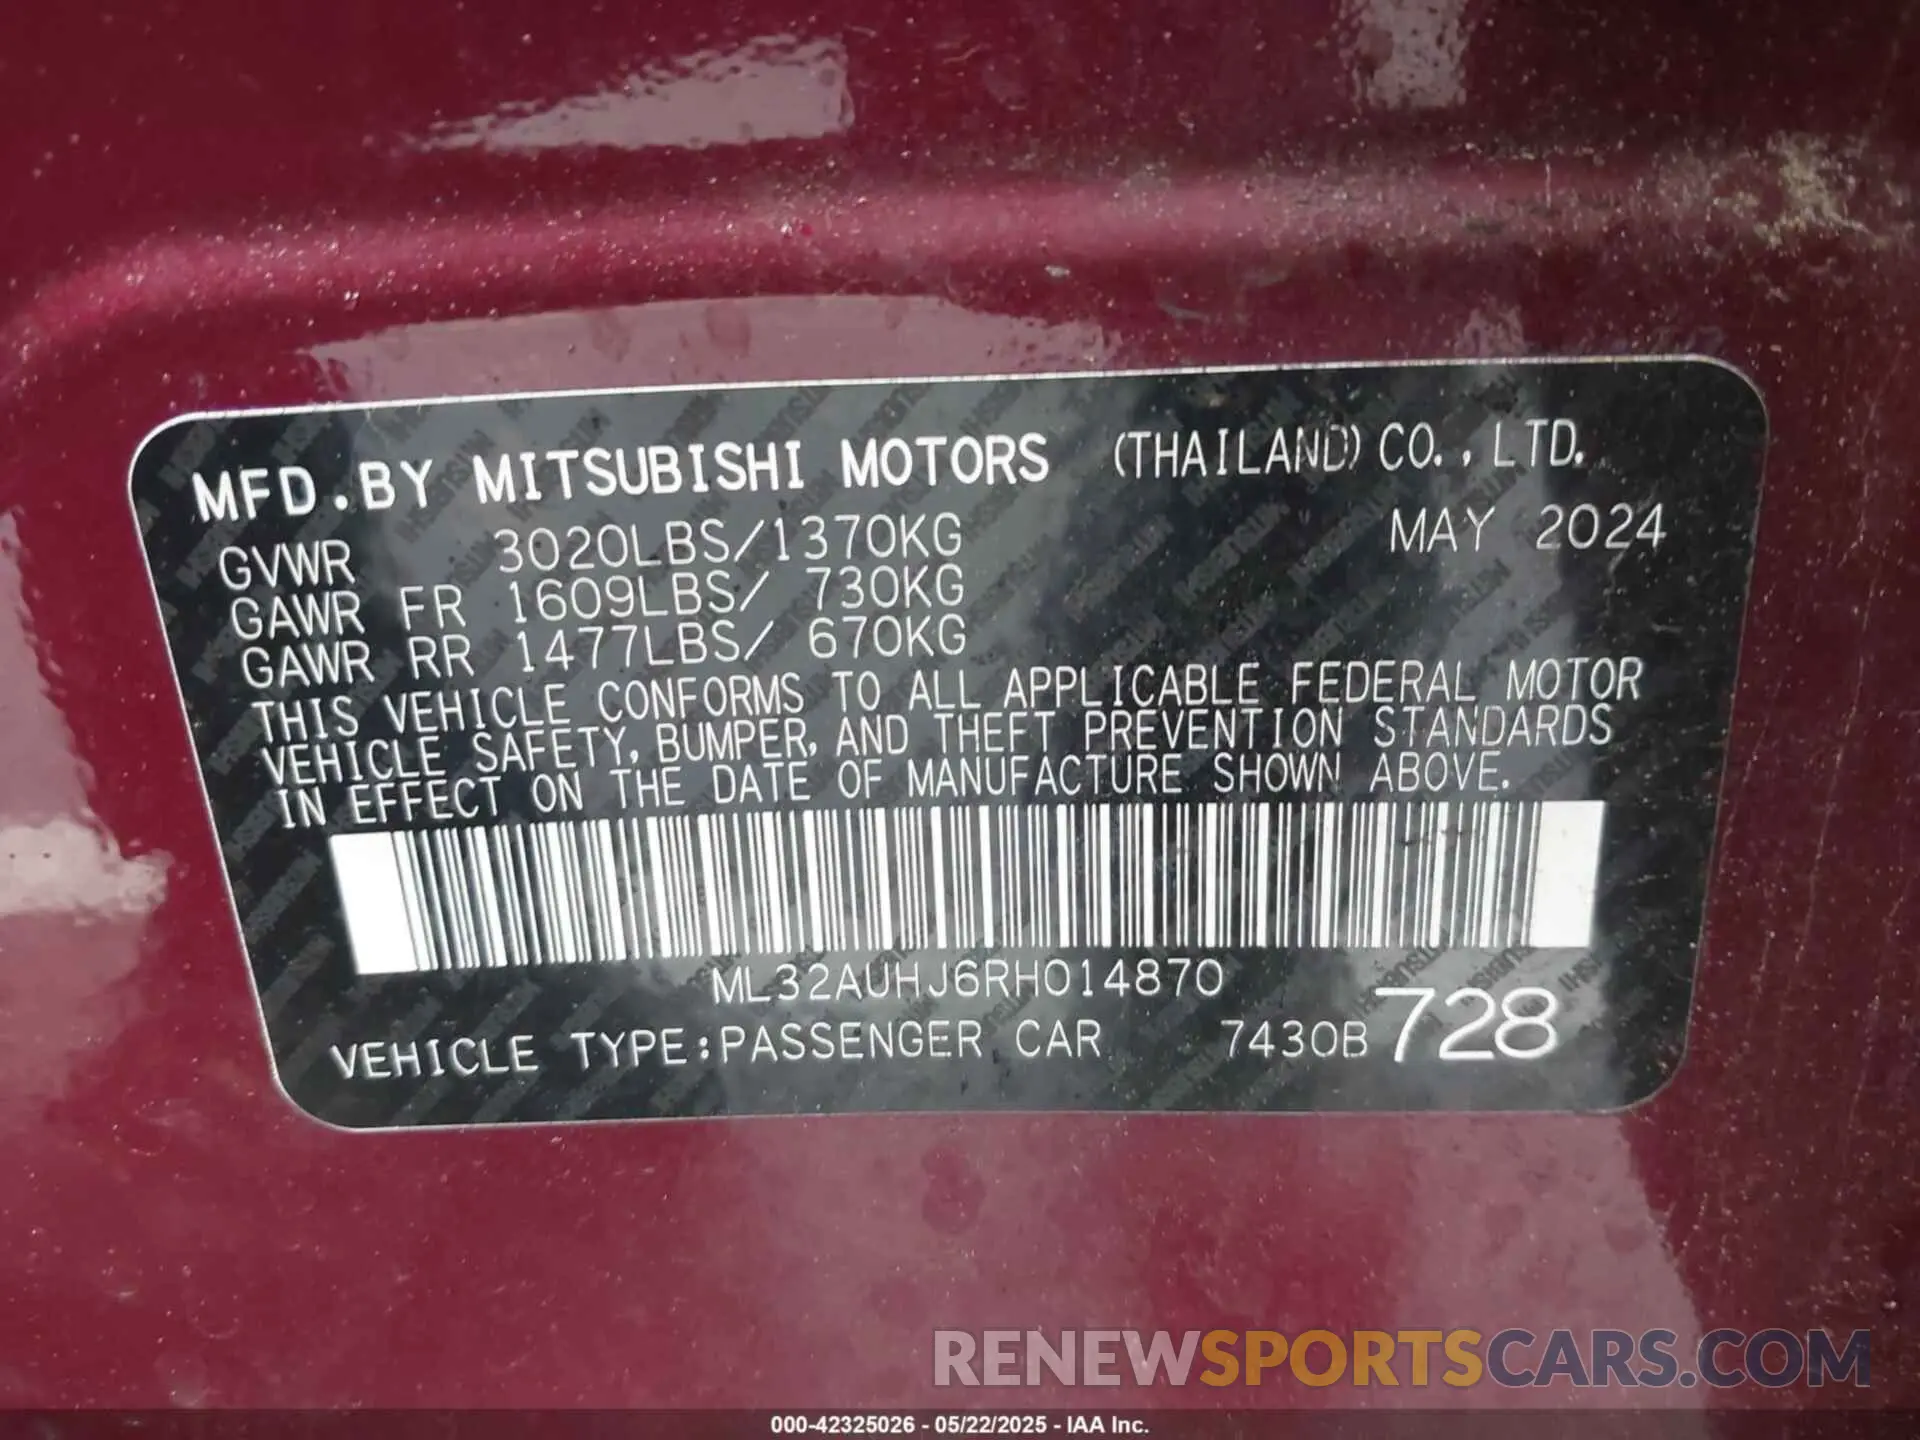 MFD.BY MITSUBISHI MOTORS (THAILAND) CO., LTD.
GVWR 3020LBS/1370KG MAY 2024
GAWR FR 1609LBS/ 730KG
GAWR RR 1477LBS/ 670KG
THIS VEHICLE CONFORMS TO ALL APPLICABLE FEDERAL MOTOR
VEHICLE SAFETY, BUMPER, AND THEFT PREVENTION STANDARDS
IN EFFECT ON THE DATE OF MANUFACTURE SHOWN ABOVE.
ML32AUHJ6RH014870
VEHICLE TYPE:PASSENGER CAR 7430B728
RENEWSPORTSCARS.COM
000-42325026 - 05/22/2025 - IAA Inc.